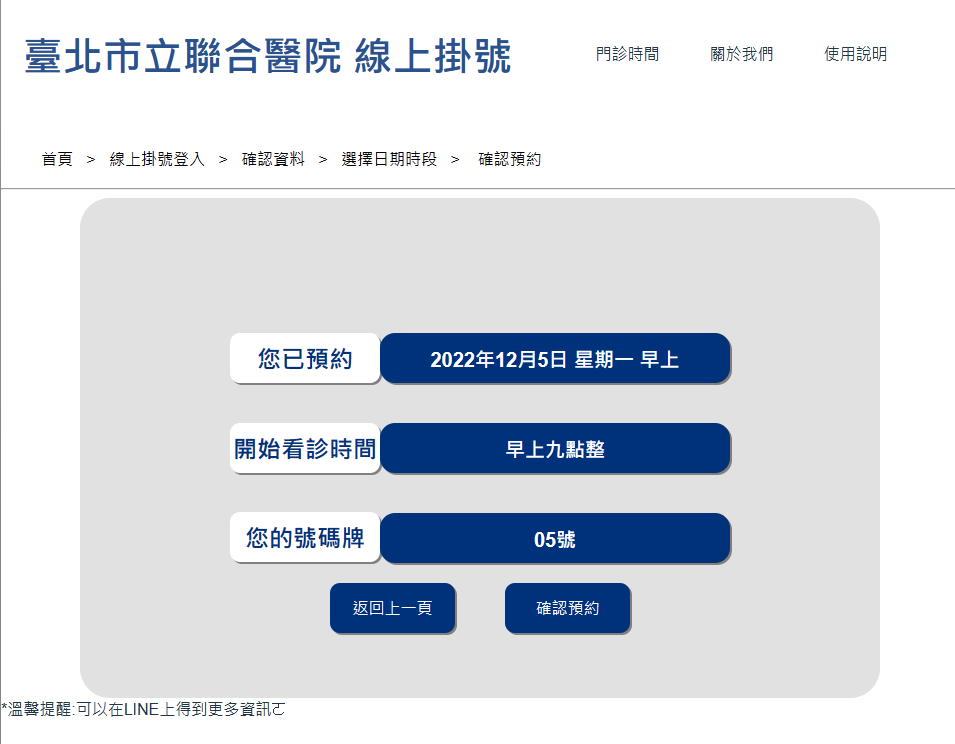 臺北市立聯合醫院 線上掛號
門診時間 關於我們 使用說明
首頁 > 線上掛號登入 > 確認資料 > 選擇日期時段 > 確認預約
您已預約 2022年12月5日 星期一 早上
開始看診時間 早上九點整
您的號碼牌 05號
返回上一頁 確認預約
*溫馨提醒:可以在LINE上得到更多資訊ㄛ